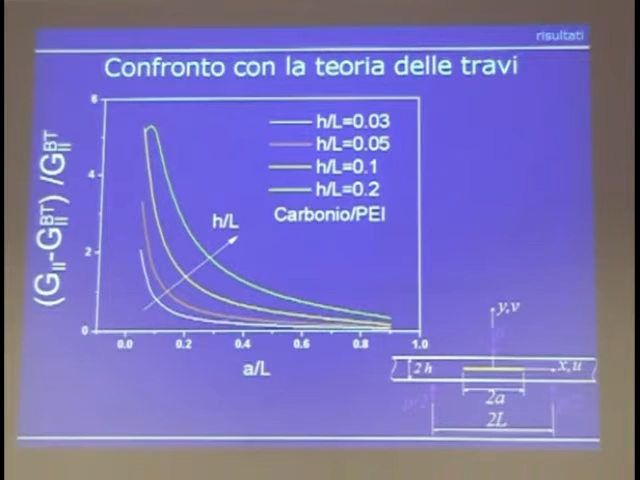 risultati
Confronto con la teoria delle travi
(G_II-G_II^BT)/G_II^BT
6
4
2
0
h/L=0.03
h/L=0.05
h/L=0.1
h/L=0.2
Carbonio/PEI
h/L
0.0 0.2 0.4 0.6 0.8 1.0
a/L
y,v
x,u
2h
2a
2L